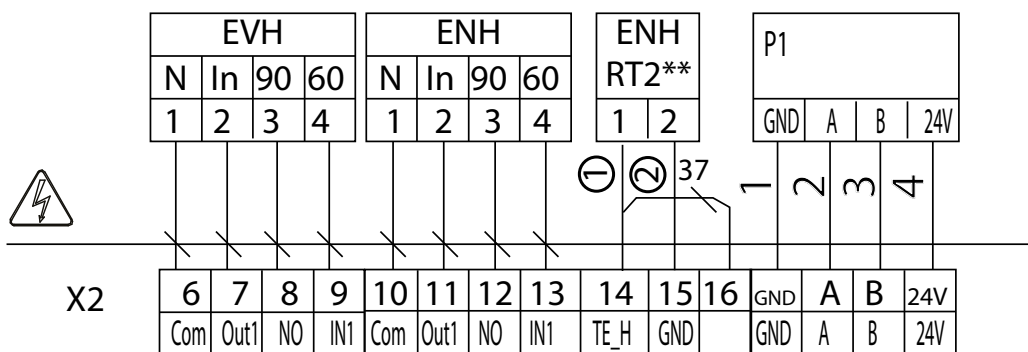 EVH ENH ENH RT2** P1
N In 90 60 N In 90 60
1 2 3 4 1 2 3 4 1 2 GND A B 24V
1 2 37 1 2 3 4
X2 6 7 8 9 10 11 12 13 14 15 16 GND A B 24V
Com Out1 NO IN1 Com Out1 NO IN1 TE_H GND GND A B 24V